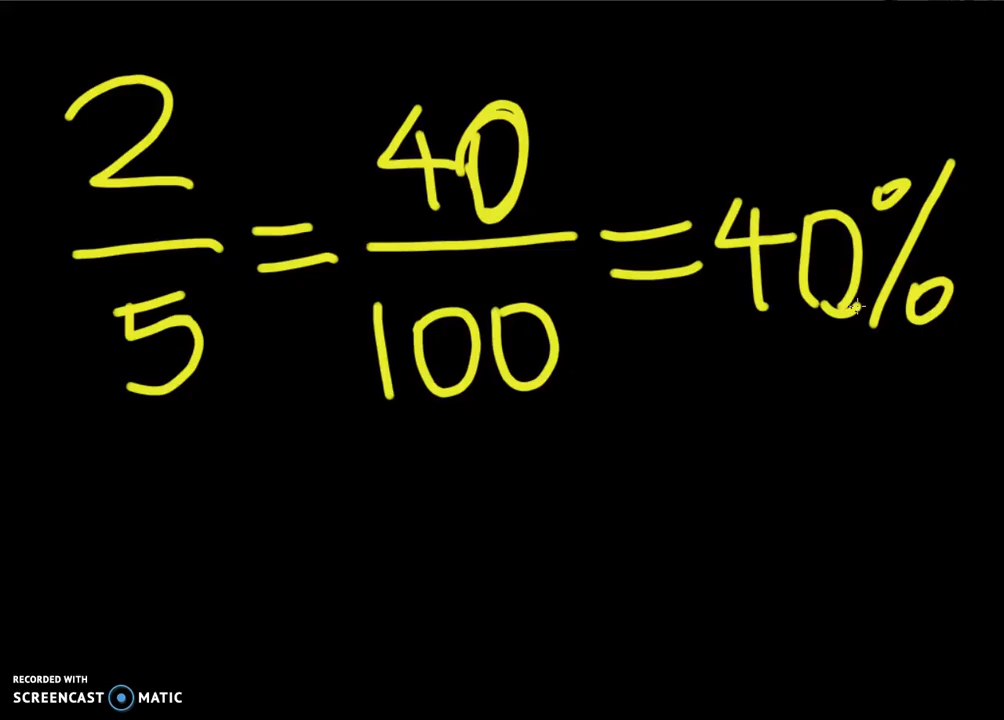 2/5 = 40/100 = 40%
RECORDED WITH
SCREENCAST MATIC